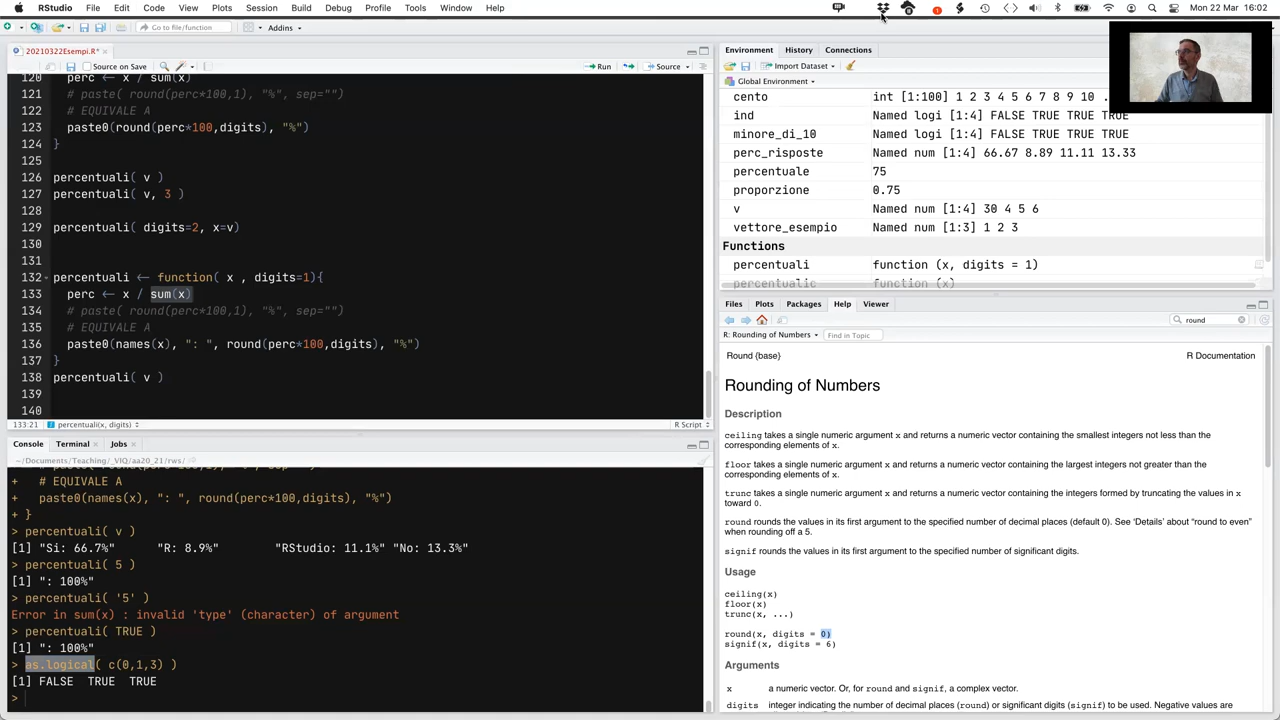 RStudio File Edit Code View Plots Session Build Debug Profile Tools Window Help Mon 22 Mar 16:02
Go to file/function Addins
20210322Esempi.R*
Source on Save Run Source
120 perc ← x / sum(x)
121 # paste( round(perc*100,1), "%", sep="")
122 # EQUIVALE A
123 paste0(round(perc*100,digits), "%")
124 }
125
126 percentuali( v )
127 percentuali( v, 3 )
128
129 percentuali( digits=2, x=v)
130
131
132 percentuali ← function( x , digits=1){
133 perc ← x / sum(x)
134 # paste( round(perc*100,1), "%", sep="")
135 # EQUIVALE A
136 paste0(names(x), ": ", round(perc*100,digits), "%")
137 }
138 percentuali( v )
139
140
133:21 percentuali(x, digits) R Script
Console Terminal Jobs
~/Documents/Teaching/_VIQ/aa20_21/rws/
+ # EQUIVALE A
+ paste0(names(x), ": ", round(perc*100,digits), "%")
+ }
> percentuali( v )
[1] "Si: 66.7%" "R: 8.9%" "RStudio: 11.1%" "No: 13.3%"
> percentuali( 5 )
[1] ": 100%"
> percentuali( '5' )
Error in sum(x) : invalid 'type' (character) of argument
> percentuali( TRUE )
[1] ": 100%"
> as.logical( c(0,1,3) )
[1] FALSE TRUE TRUE
>
Environment History Connections
Import Dataset
Global Environment
cento int [1:100] 1 2 3 4 5 6 7 8 9 10 .
ind Named logi [1:4] FALSE TRUE TRUE TRUE
minore_di_10 Named logi [1:4] FALSE TRUE TRUE TRUE
perc_risposte Named num [1:4] 66.67 8.89 11.11 13.33
percentuale 75
proporzione 0.75
v Named num [1:4] 30 4 5 6
vettore_esempio Named num [1:3] 1 2 3
Functions
percentuali function (x, digits = 1)
percentualic function (x)
Files Plots Packages Help Viewer
round
R: Rounding of Numbers Find in Topic
Round {base} R Documentation
Rounding of Numbers
Description
ceiling takes a single numeric argument x and returns a numeric vector containing the smallest integers not less than the
corresponding elements of x.
floor takes a single numeric argument x and returns a numeric vector containing the largest integers not greater than the
corresponding elements of x.
trunc takes a single numeric argument x and returns a numeric vector containing the integers formed by truncating the values in x
toward 0.
round rounds the values in its first argument to the specified number of decimal places (default 0). See 'Details' about "round to even"
when rounding off a 5.
signif rounds the values in its first argument to the specified number of significant digits.
Usage
ceiling(x)
floor(x)
trunc(x, ...)
round(x, digits = 0)
signif(x, digits = 6)
Arguments
x a numeric vector. Or, for round and signif, a complex vector.
digits integer indicating the number of decimal places (round) or significant digits (signif) to be used. Negative values are